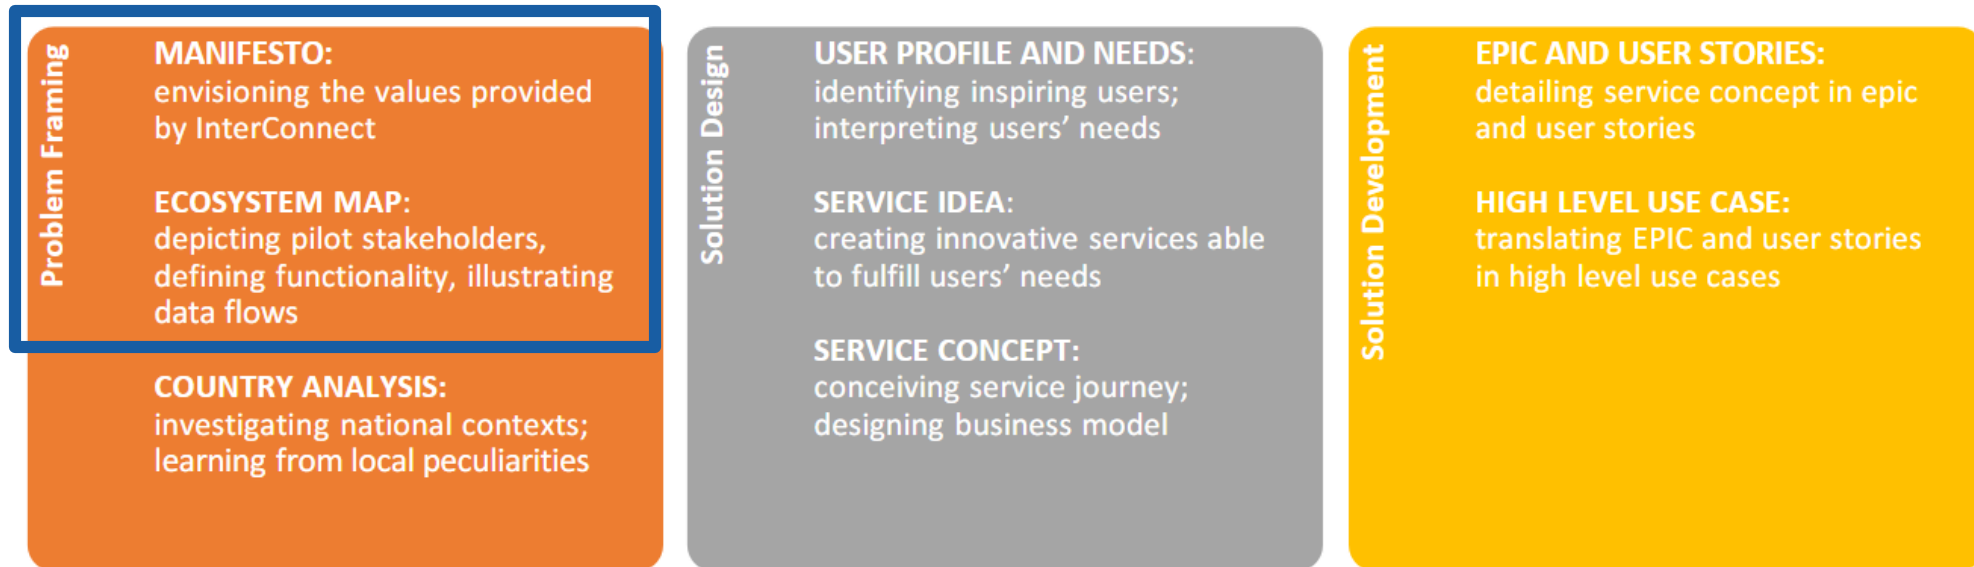 Problem Framing
MANIFESTO:
envisioning the values provided
by InterConnect
ECOSYSTEM MAP:
depicting pilot stakeholders,
defining functionality, illustrating
data flows
COUNTRY ANALYSIS:
investigating national contexts;
learning from local peculiarities
Solution Design
USER PROFILE AND NEEDS:
identifying inspiring users;
interpreting users’ needs
SERVICE IDEA:
creating innovative services able
to fulfill users’ needs
SERVICE CONCEPT:
conceiving service journey;
designing business model
Solution Development
EPIC AND USER STORIES:
detailing service concept in epic
and user stories
HIGH LEVEL USE CASE:
translating EPIC and user stories
in high level use cases